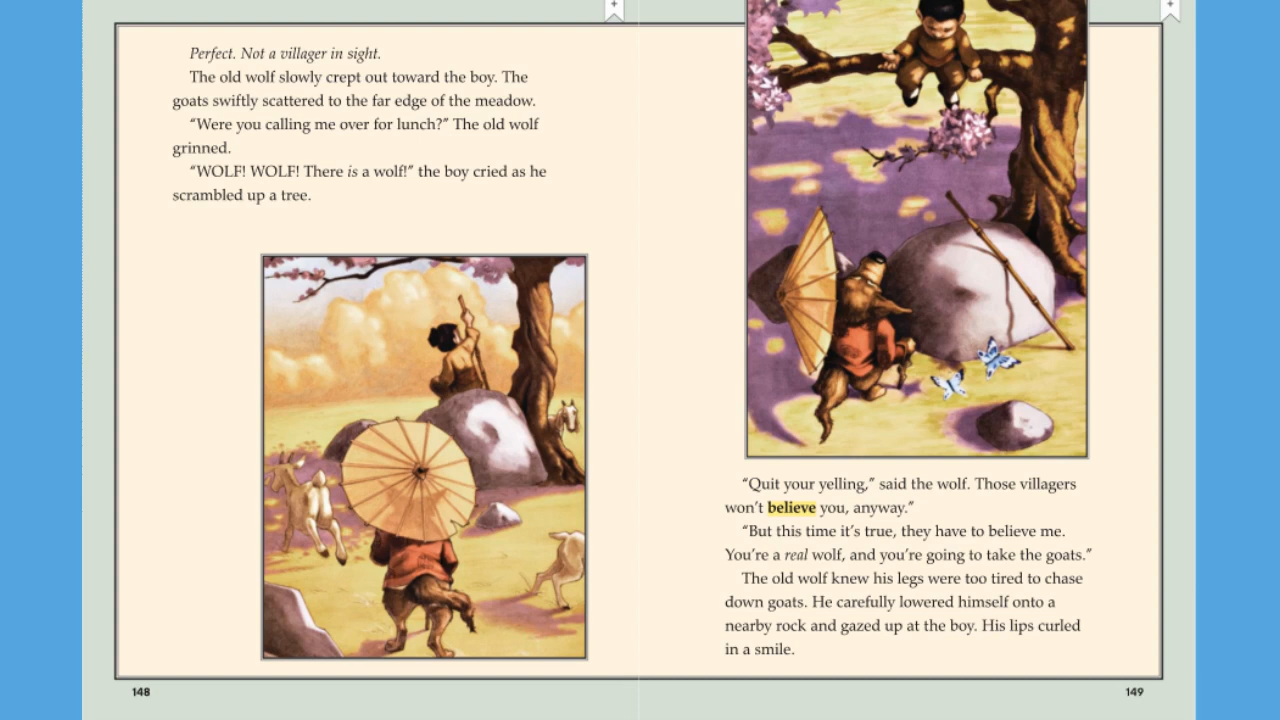 Perfect. Not a villager in sight.
The old wolf slowly crept out toward the boy. The
goats swiftly scattered to the far edge of the meadow.
“Were you calling me over for lunch?” The old wolf
grinned.
“WOLF! WOLF! There is a wolf!” the boy cried as he
scrambled up a tree.
148
“Quit your yelling,” said the wolf. Those villagers
won’t believe you, anyway.”
“But this time it’s true, they have to believe me.
You’re a real wolf, and you’re going to take the goats.”
The old wolf knew his legs were too tired to chase
down goats. He carefully lowered himself onto a
nearby rock and gazed up at the boy. His lips curled
in a smile.
149